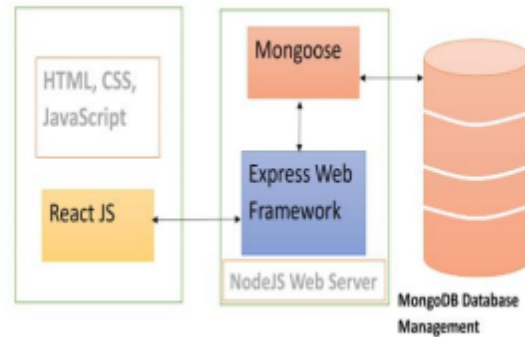 HTML, CSS,
JavaScript
React JS
Mongoose
Express Web
Framework
NodeJS Web Server
MongoDB Database
Management